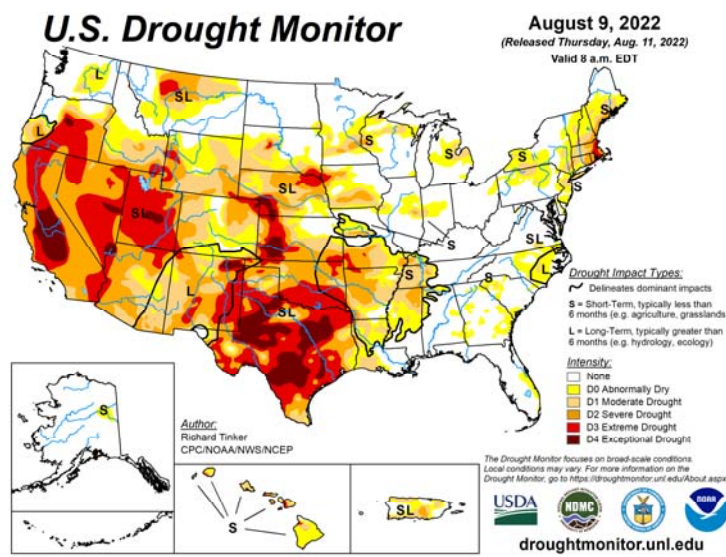 U.S. Drought Monitor
August 9, 2022
(Released Thursday, Aug. 11, 2022)
Valid 8 a.m. EDT
L
SL
L
S
S
S
S
S
SL
SL
S
SL
L
S
S
L
SL
Drought Impact Types:
Delineates dominant impacts
S = Short-Term, typically less than
6 months (e.g. agriculture, grasslands
L = Long-Term, typically greater than
6 months (e.g. hydrology, ecology)
Intensity:
None
D0 Abnormally Dry
D1 Moderate Drought
D2 Severe Drought
D3 Extreme Drought
D4 Exceptional Drought
S
Author:
Richard Tinker
CPC/NOAA/NWS/NCEP
S
SL
The Drought Monitor focuses on broad-scale conditions.
Local conditions may vary. For more information on the
Drought Monitor, go to https://droughtmonitor.unl.edu/About.aspx
USDA
NDMC
NOAA
droughtmonitor.unl.edu